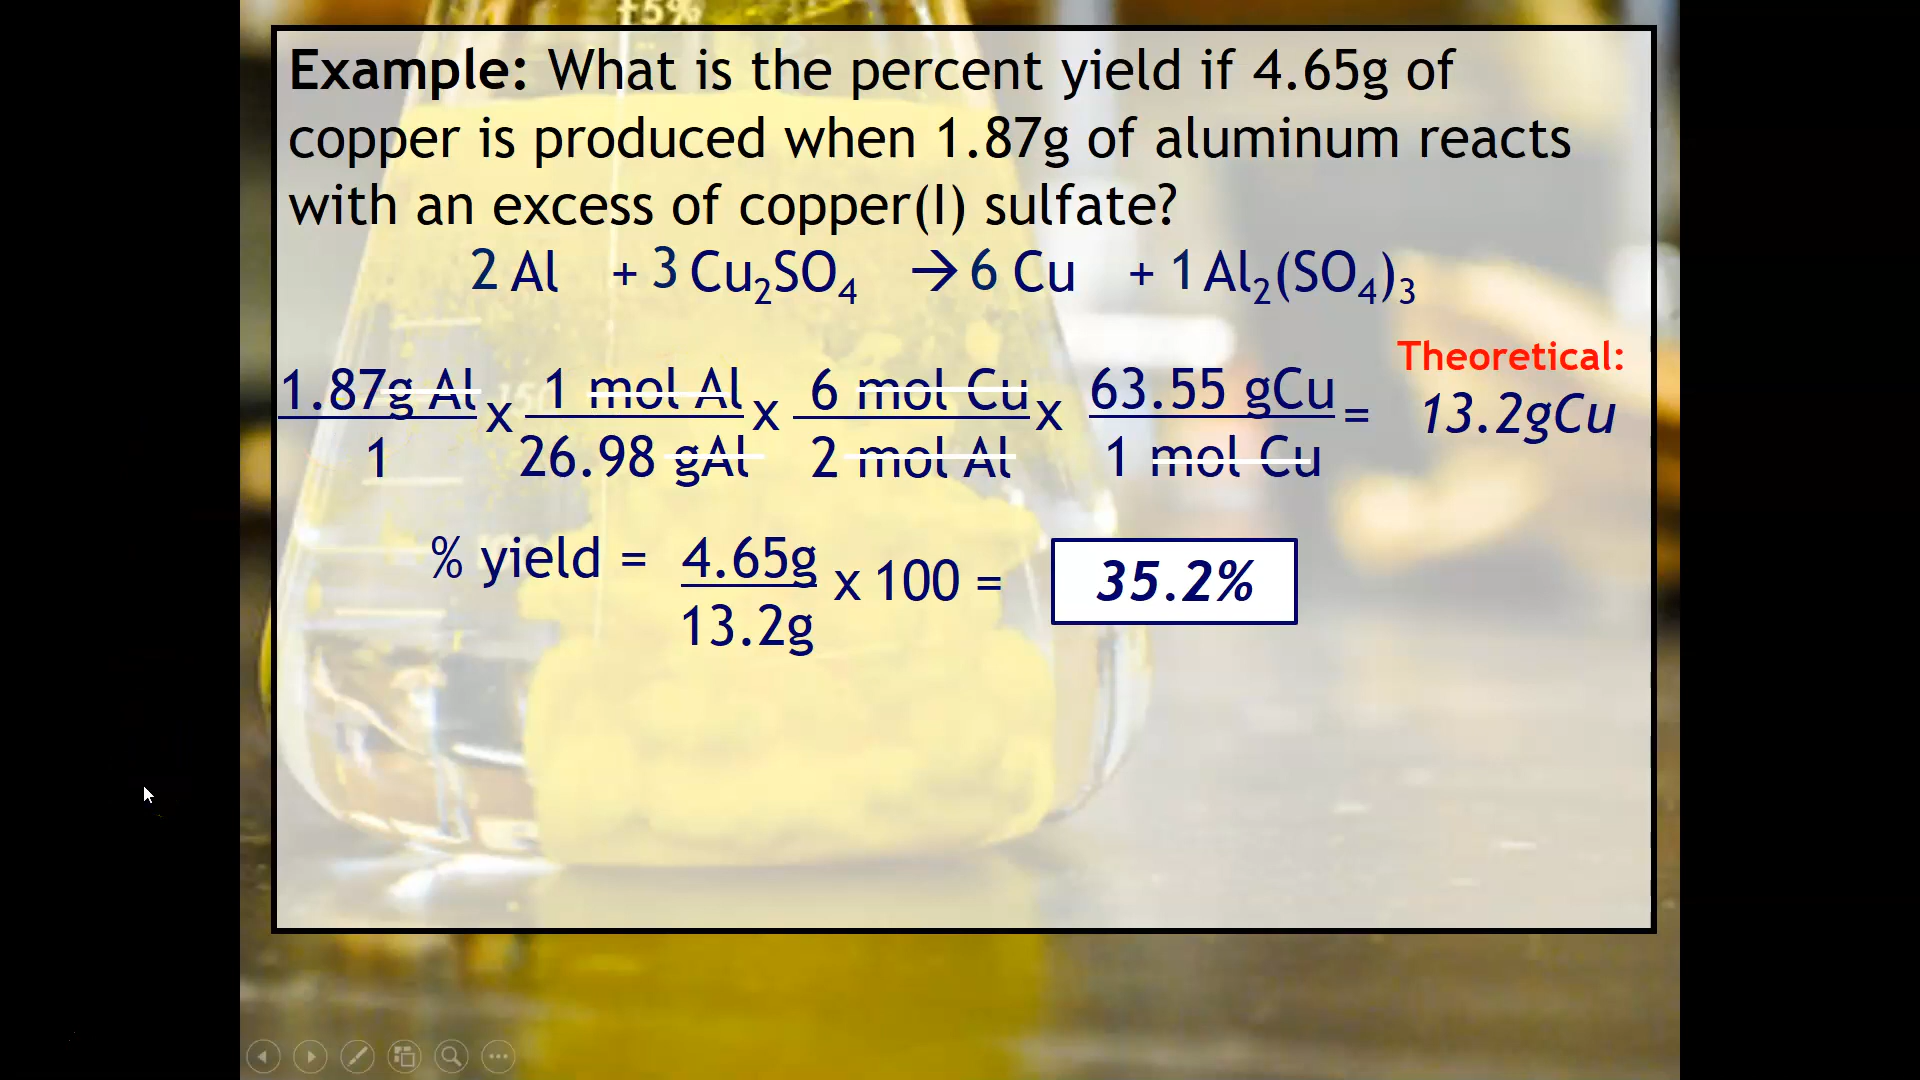 +5%
Example: What is the percent yield if 4.65g of
copper is produced when 1.87g of aluminum reacts
with an excess of copper(I) sulfate?
2 Al + 3 Cu₂SO₄ → 6 Cu + 1 Al₂(SO₄)₃
Theoretical:
1.87g Al x 1 mol Al x 6 mol Cu x 63.55 gCu = 13.2gCu
1 26.98 gAl 2 mol Al 1 mol Cu
% yield = 4.65g x 100 = 35.2%
13.2g